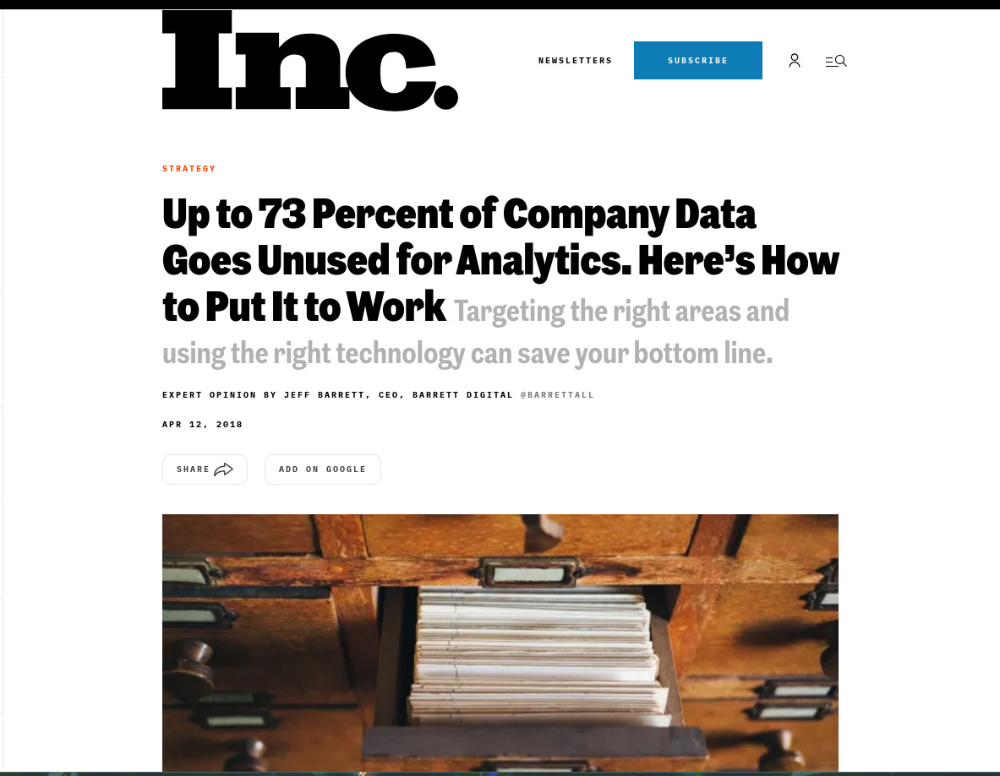 Inc.
NEWSLETTERS
SUBSCRIBE
STRATEGY
Up to 73 Percent of Company Data
Goes Unused for Analytics. Here’s How
to Put It to Work Targeting the right areas and
using the right technology can save your bottom line.
EXPERT OPINION BY JEFF BARRETT, CEO, BARRETT DIGITAL @BARRETTALL
APR 12, 2018
SHARE
ADD ON GOOGLE